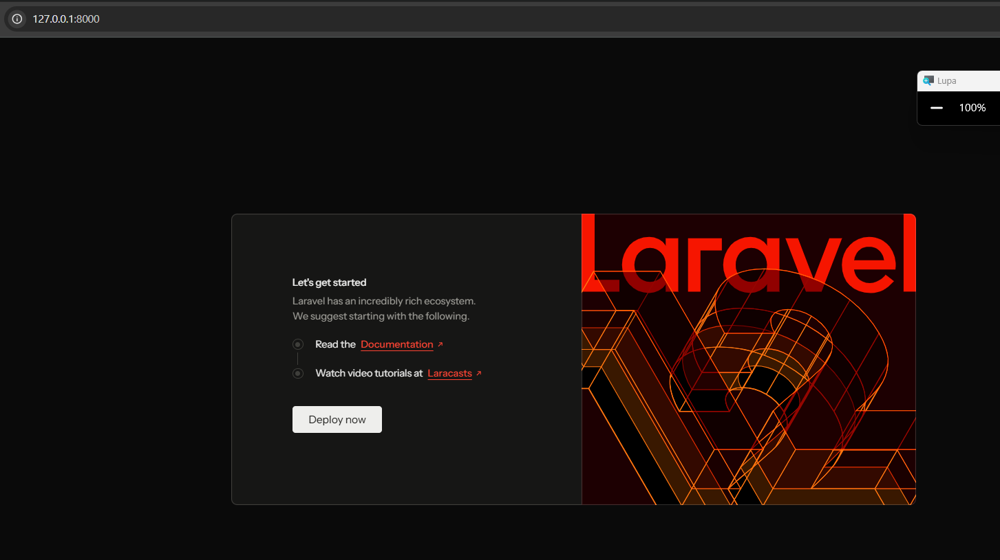 127.0.0.1:8000
Lupa
100%
Laravel
Let's get started
Laravel has an incredibly rich ecosystem.
We suggest starting with the following.
Read the Documentation
Watch video tutorials at Laracasts
Deploy now